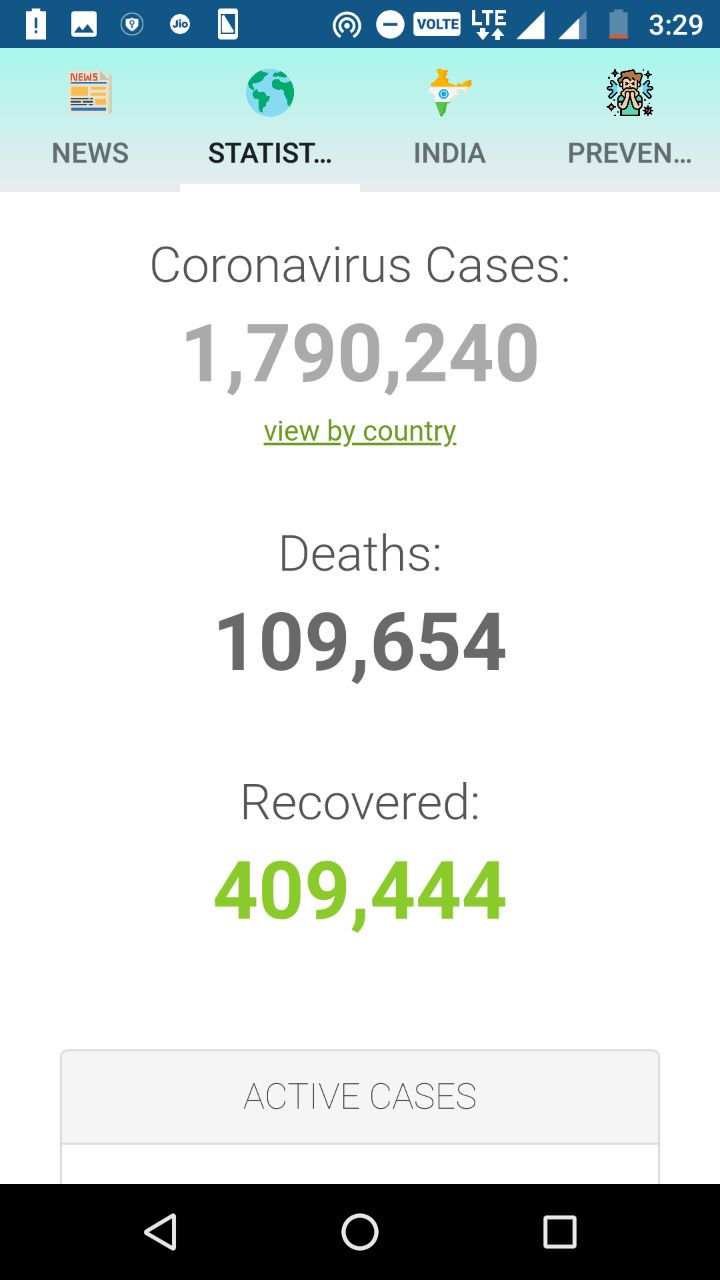 Jio
VOLTE
LTE
3:29
NEWS
NEWS
STATIST...
INDIA
PREVEN...
Coronavirus Cases:
1,790,240
view by country
Deaths:
109,654
Recovered:
409,444
ACTIVE CASES